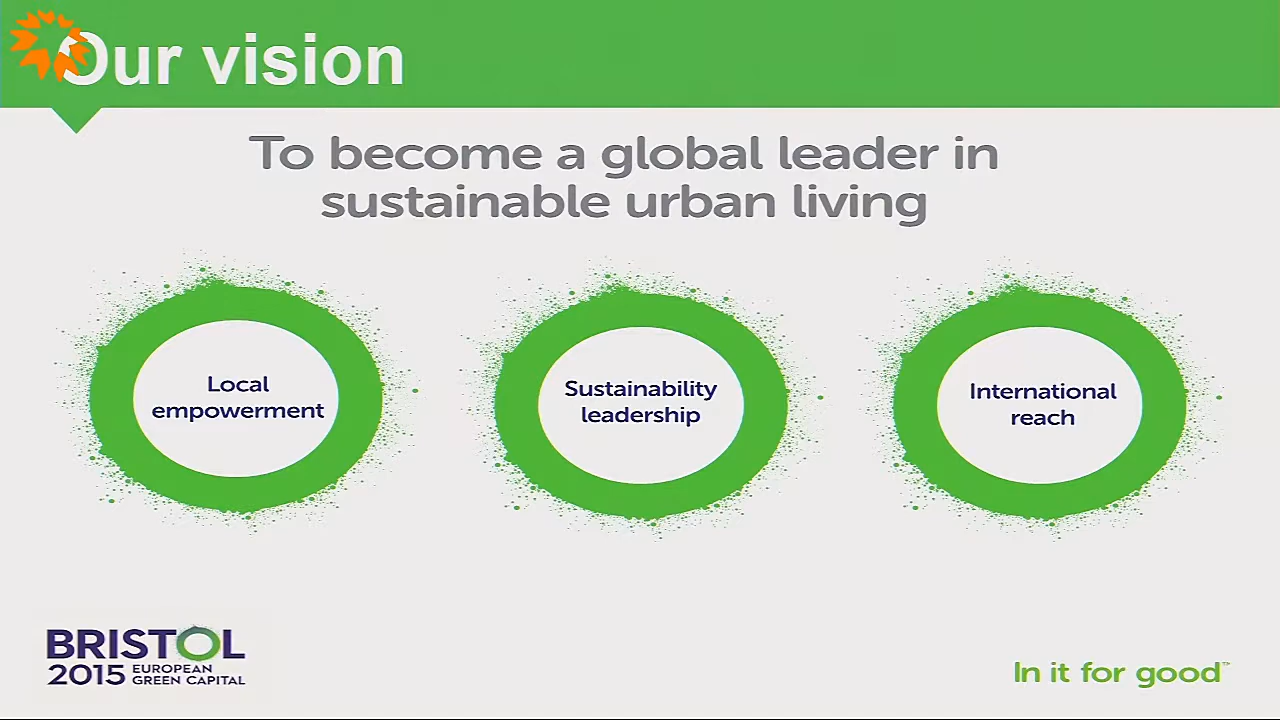 Our vision
To become a global leader in
sustainable urban living
Local
empowerment
Sustainability
leadership
International
reach
BRISTOL
2015 EUROPEAN
GREEN CAPITAL
In it for good™